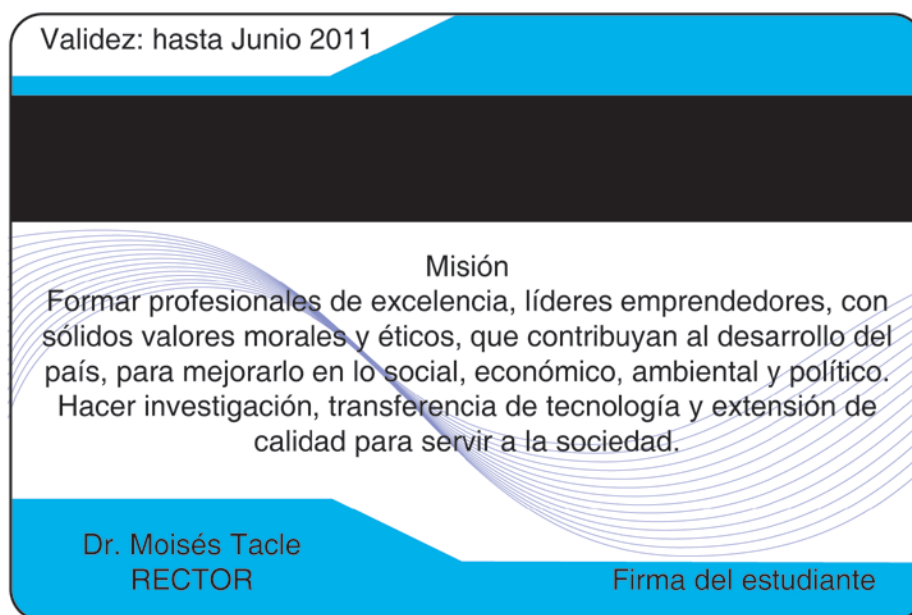 Validez: hasta Junio 2011
Misión
Formar profesionales de excelencia, líderes emprendedores, con
sólidos valores morales y éticos, que contribuyan al desarrollo del
país, para mejorarlo en lo social, económico, ambiental y político.
Hacer investigación, transferencia de tecnología y extensión de
calidad para servir a la sociedad.
Dr. Moisés Tacle
RECTOR
Firma del estudiante